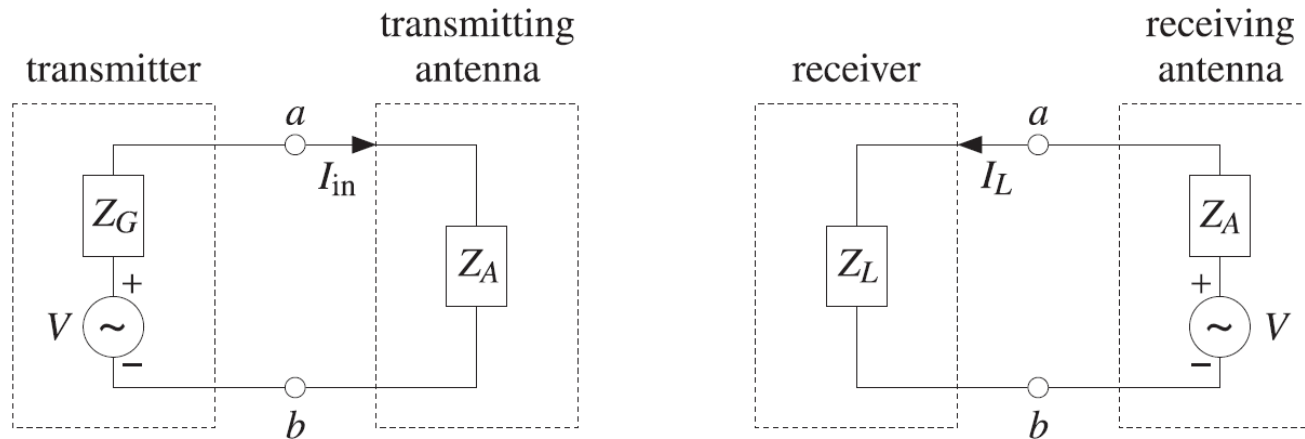 transmitter
transmitting
antenna
a
I_in
Z_G
+
V
~
−
Z_A
b
receiver
receiving
antenna
a
I_L
Z_L
Z_A
+
~
V
−
b